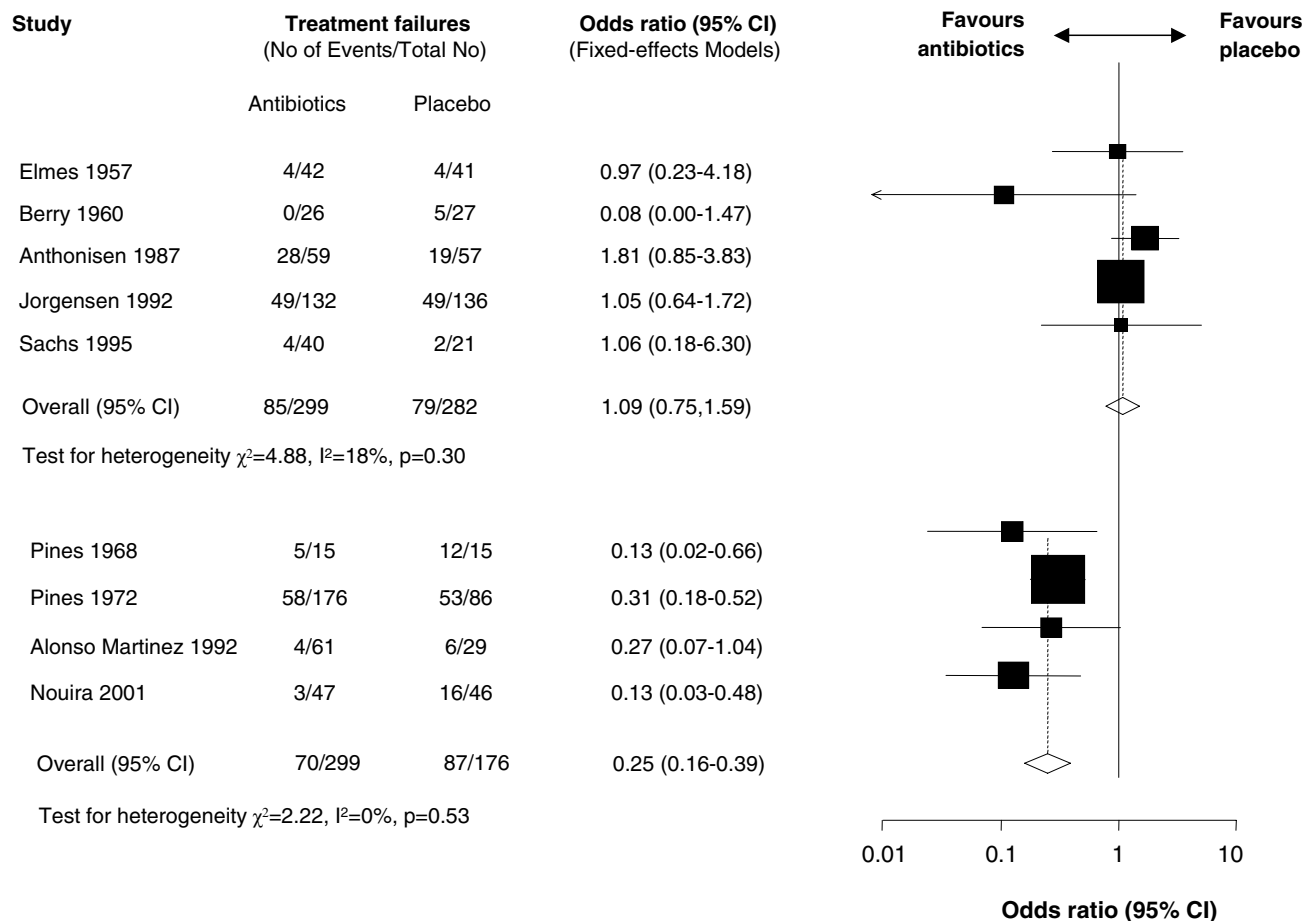 Study Treatment failures Odds ratio (95% CI) Favours antibiotics Favours placebo
(No of Events/Total No) (Fixed-effects Models)
Antibiotics Placebo
Elmes 1957 4/42 4/41 0.97 (0.23-4.18)
Berry 1960 0/26 5/27 0.08 (0.00-1.47)
Anthonisen 1987 28/59 19/57 1.81 (0.85-3.83)
Jorgensen 1992 49/132 49/136 1.05 (0.64-1.72)
Sachs 1995 4/40 2/21 1.06 (0.18-6.30)
Overall (95% CI) 85/299 79/282 1.09 (0.75,1.59)
Test for heterogeneity χ²=4.88, I²=18%, p=0.30
Pines 1968 5/15 12/15 0.13 (0.02-0.66)
Pines 1972 58/176 53/86 0.31 (0.18-0.52)
Alonso Martinez 1992 4/61 6/29 0.27 (0.07-1.04)
Nouira 2001 3/47 16/46 0.13 (0.03-0.48)
Overall (95% CI) 70/299 87/176 0.25 (0.16-0.39)
Test for heterogeneity χ²=2.22, I²=0%, p=0.53
0.01 0.1 1 10
Odds ratio (95% CI)